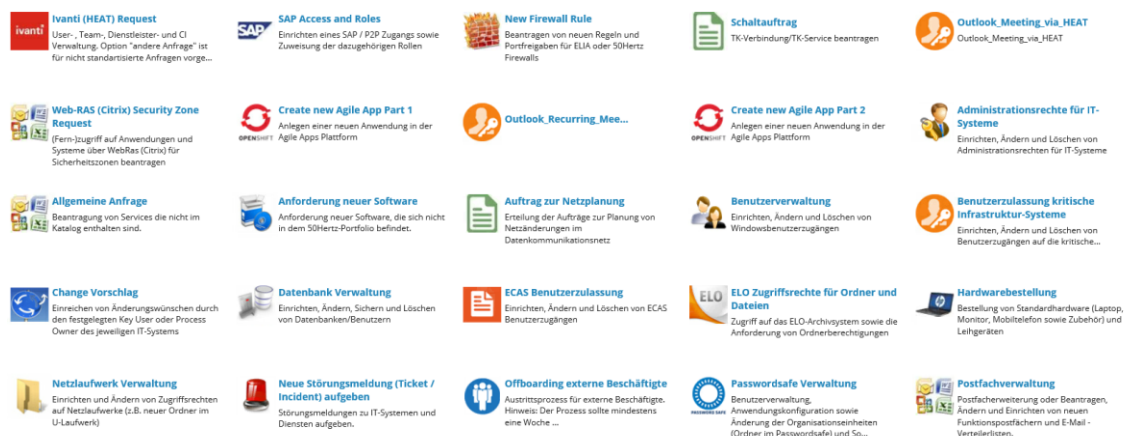 ivanti
Ivanti (HEAT) Request
User- , Team-, Dienstleister- und CI
Verwaltung. Option "andere Anfrage" ist
für nicht standartisierte Anfragen vorge...
SAP
SAP Access and Roles
Einrichten eines SAP / P2P Zugangs sowie
Zuweisung der dazugehörigen Rollen
New Firewall Rule
Beantragen von neuen Regeln und
Portfreigaben für ELIA oder 50Hertz
Firewalls
Schaltauftrag
TK-Verbindung/TK-Service beantragen
Outlook_Meeting_via_HEAT
Outlook_Meeting_via_HEAT
Web-RAS (Citrix) Security Zone
Request
(Fern-)zugriff auf Anwendungen und
Systeme über WebRas (Citrix) für
Sicherheitszonen beantragen
OPENSHIFT
Create new Agile App Part 1
Anlegen einer neuen Anwendung in der
Agile Apps Plattform
Outlook_Recurring_Mee...
OPENSHIFT
Create new Agile App Part 2
Anlegen einer neuen Anwendung in der
Agile Apps Plattform
Administrationsrechte für IT-
Systeme
Einrichten, Ändern und Löschen von
Administrationsrechten für IT-Systeme
Allgemeine Anfrage
Beantragung von Services die nicht im
Katalog enthalten sind.
Anforderung neuer Software
Anforderung neuer Software, die sich nicht
in dem 50Hertz-Portfolio befindet.
Auftrag zur Netzplanung
Erteilung der Aufträge zur Planung von
Netzänderungen im
Datenkommunikationsnetz
Benutzerverwaltung
Einrichten, Ändern und Löschen von
Windowsbenutzerzugängen
Benutzerzulassung kritische
Infrastruktur-Systeme
Einrichten, Ändern und Löschen von
Benutzerzugängen auf die kritische...
Change Vorschlag
Einreichen von Änderungswünschen durch
den festgelegten Key User oder Process
Owner des jeweiligen IT-Systems
Datenbank Verwaltung
Einrichten, Ändern, Sichern und Löschen
von Datenbanken/Benutzern
ECAS Benutzerzulassung
Einrichten, Ändern und Löschen von ECAS
Benutzerzugängen
ELO
ELO Zugriffsrechte für Ordner und
Dateien
Zugriff auf das ELO-Archivsystem sowie die
Anforderung von Ordnerberechtigungen
Hardwarebestellung
Bestellung von Standardhardware (Laptop,
Monitor, Mobiltelefon sowie Zubehör) und
Leihgeräten
Netzlaufwerk Verwaltung
Einrichten und Ändern von Zugriffsrechten
auf Netzlaufwerke (z.B. neuer Ordner im
U-Laufwerk)
Neue Störungsmeldung (Ticket /
Incident) aufgeben
Störungsmeldungen zu IT-Systemen und
Diensten aufgeben.
Offboarding externe Beschäftigte
Austrittsprozess für externe Beschäftigte.
Hinweis: Der Prozess sollte mindestens
eine Woche ...
PASSWORD SAFE
Passwordsafe Verwaltung
Benutzerverwaltung,
Anwendungskonfiguration sowie
Änderung der Organisationseinheiten
(Ordner im Passwordsafe) und So...
Postfachverwaltung
Postfacherweiterung oder Beantragen,
Ändern und Einrichten von neuen
Funktionspostfächern und E-Mail -
Verteilerlisten.